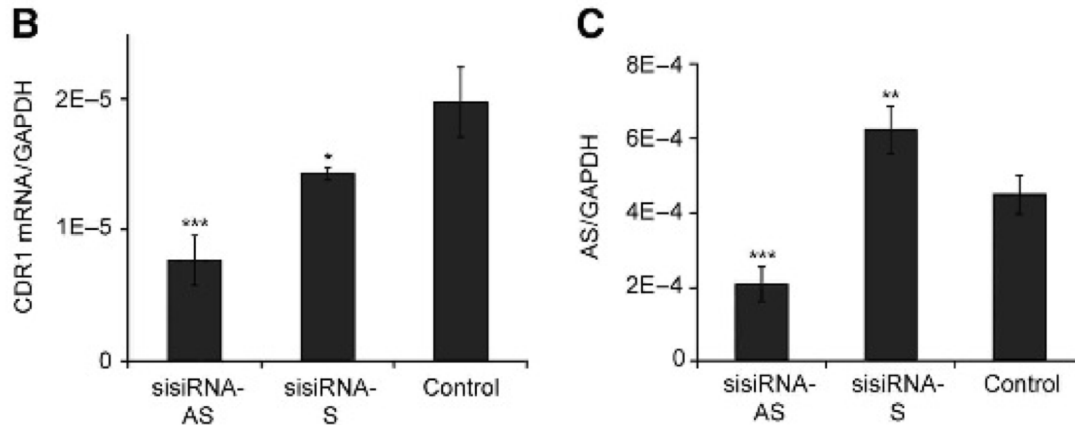 B
CDR1 mRNA/GAPDH
2E–5
1E–5
0
***
*
sisiRNA-
AS
sisiRNA-
S
Control
C
AS/GAPDH
8E–4
6E–4
4E–4
2E–4
0
***
**
sisiRNA-
AS
sisiRNA-
S
Control